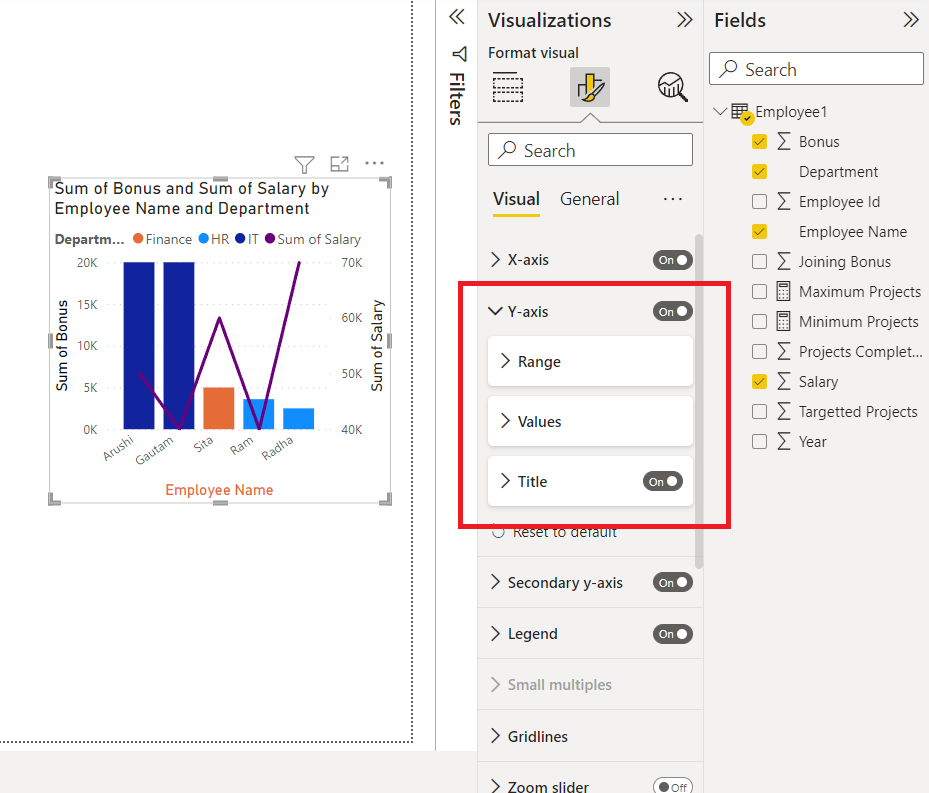 Sum of Bonus and Sum of Salary by
Employee Name and Department
Departm... Finance HR IT Sum of Salary
20K
15K
10K
5K
0K
Sum of Bonus
70K
60K
50K
40K
Sum of Salary
Arushi
Gautam
Sita
Ram
Radha
Employee Name
Filters
Visualizations
Format visual
Search
Visual General ...
X-axis On
Y-axis On
Range
Values
Title On
Reset to default
Secondary y-axis On
Legend On
Small multiples
Gridlines
Zoom slider Off
Fields
Search
Employee1
Bonus
Department
Employee Id
Employee Name
Joining Bonus
Maximum Projects
Minimum Projects
Projects Complet...
Salary
Targetted Projects
Year